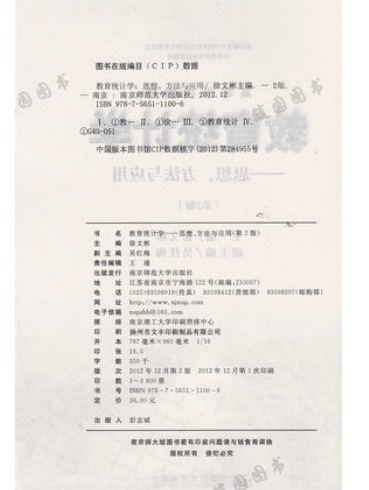 图书在版编目(CIP)数据
教育统计学:思想、方法与应用/徐文彬主编. —2版.
—南京:南京师范大学出版社,2012.12
ISBN 978-7-5651-1100-6
Ⅰ.①教… Ⅱ.①徐… Ⅲ.①教育统计 Ⅳ.
①G40-051
中国版本图书馆CIP数据核字(2012)第284955号
书 名 教育统计学——思想、方法与应用(第2版)
主 编 徐文彬
副主编 吴红梅
责任编辑 王瑾
出版发行 南京师范大学出版社
地 址 江苏省南京市宁海路122号(邮编:210097)
电 话 (025)83598919(传真) 83598412(营销部) 83598297(邮购部)
网 址 http://www.njnup.com
电子信箱 nspzbb@163.com
照 排 南京理工大学印刷照排中心
印 刷 扬州市文丰印刷制品有限公司
开 本 787毫米×960毫米 1/16
印 张 19.5
字 数 350千
版 次 2012年12月第2版 2012年12月第1次印刷
印 数 1—3 600册
书 号 ISBN 978-7-5651-1100-6
定 价 36.00元
出版人 彭志斌
南京师大版图书若有印装问题请与销售商调换
版权所有 侵犯必究